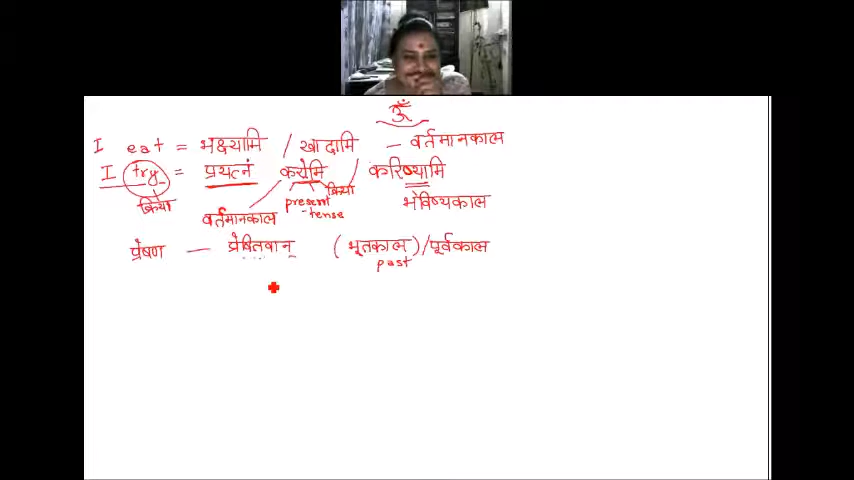 ॐ
I eat = भक्ष्यामि / खादामि – वर्तमानकाल
I try = प्रयत्नं करोमि / करिष्यामि
क्रिया वर्तमानकाल present tense क्रिया भविष्यकाल
प्रेषण — प्रेषितवान् (भूतकाल) / पूर्वकाल
past